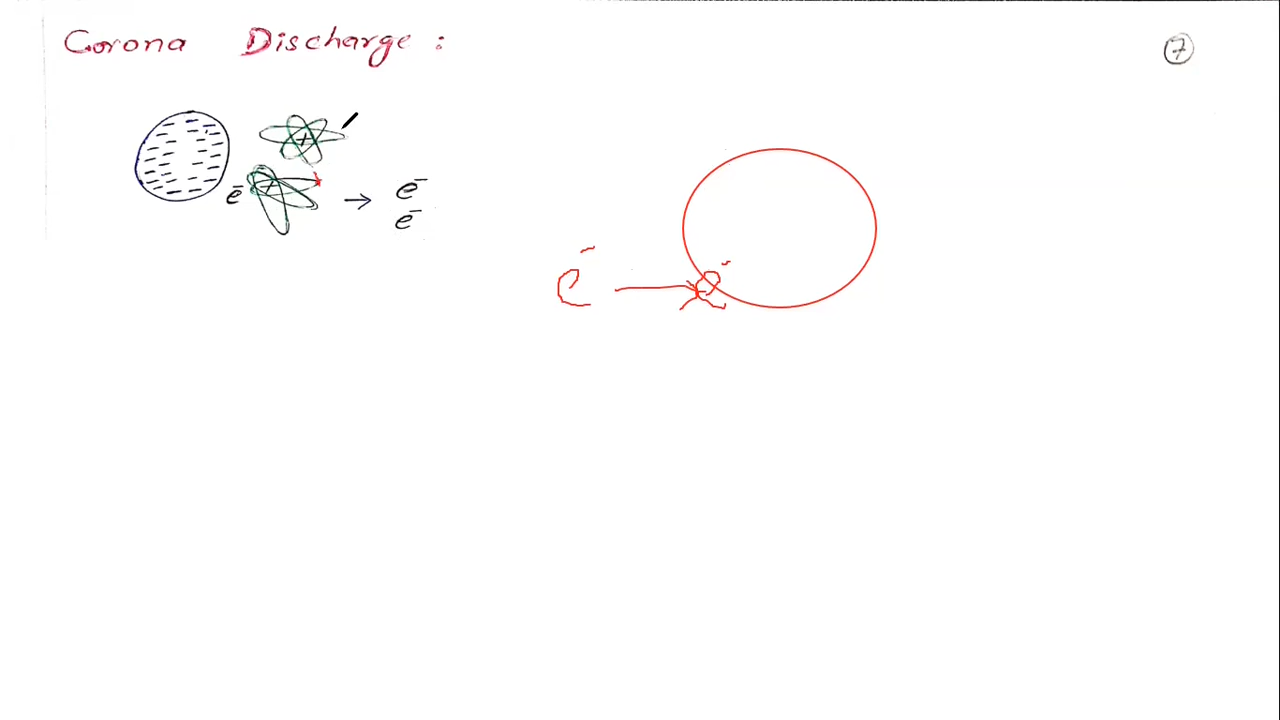 Corona Discharge :
7
+
e⁻ + → e⁻
e⁻
e⁻ → e⁻